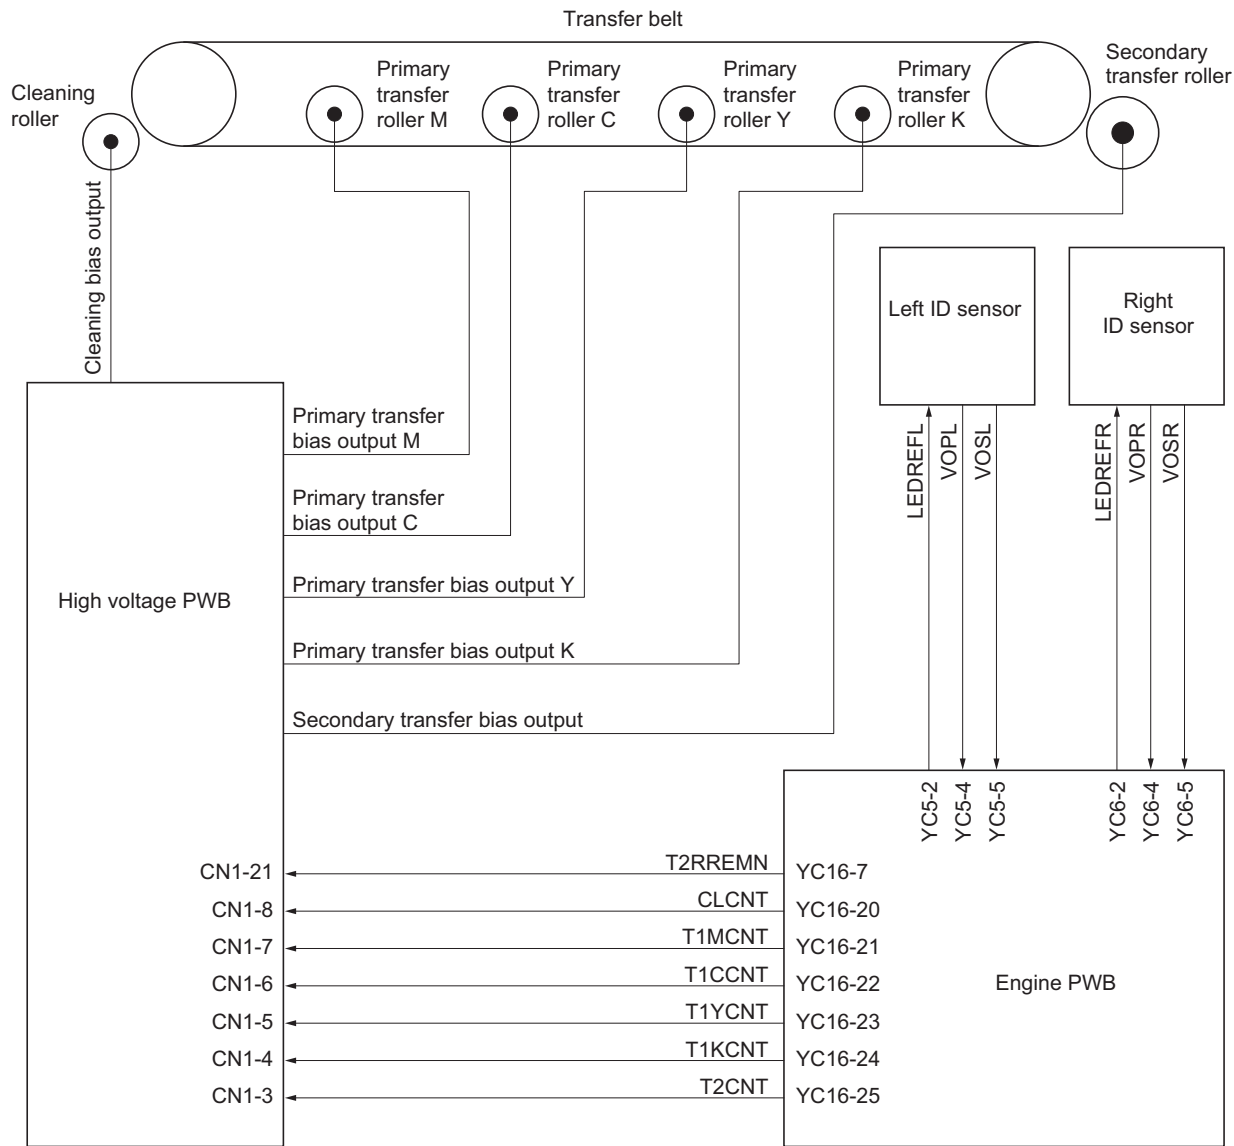 Transfer belt
Cleaning
roller
Primary
transfer
roller M
Primary
transfer
roller C
Primary
transfer
roller Y
Primary
transfer
roller K
Secondary
transfer roller
Cleaning bias output
Left ID sensor
Right
ID sensor
LEDREFL
VOPL
VOSL
LEDREFR
VOPR
VOSR
Primary transfer
bias output M
Primary transfer
bias output C
Primary transfer bias output Y
Primary transfer bias output K
Secondary transfer bias output
High voltage PWB
YC5-2
YC5-4
YC5-5
YC6-2
YC6-4
YC6-5
CN1-21 T2RREMN YC16-7
CN1-8 CLCNT YC16-20
CN1-7 T1MCNT YC16-21
CN1-6 T1CCNT YC16-22
CN1-5 T1YCNT YC16-23
CN1-4 T1KCNT YC16-24
CN1-3 T2CNT YC16-25
Engine PWB